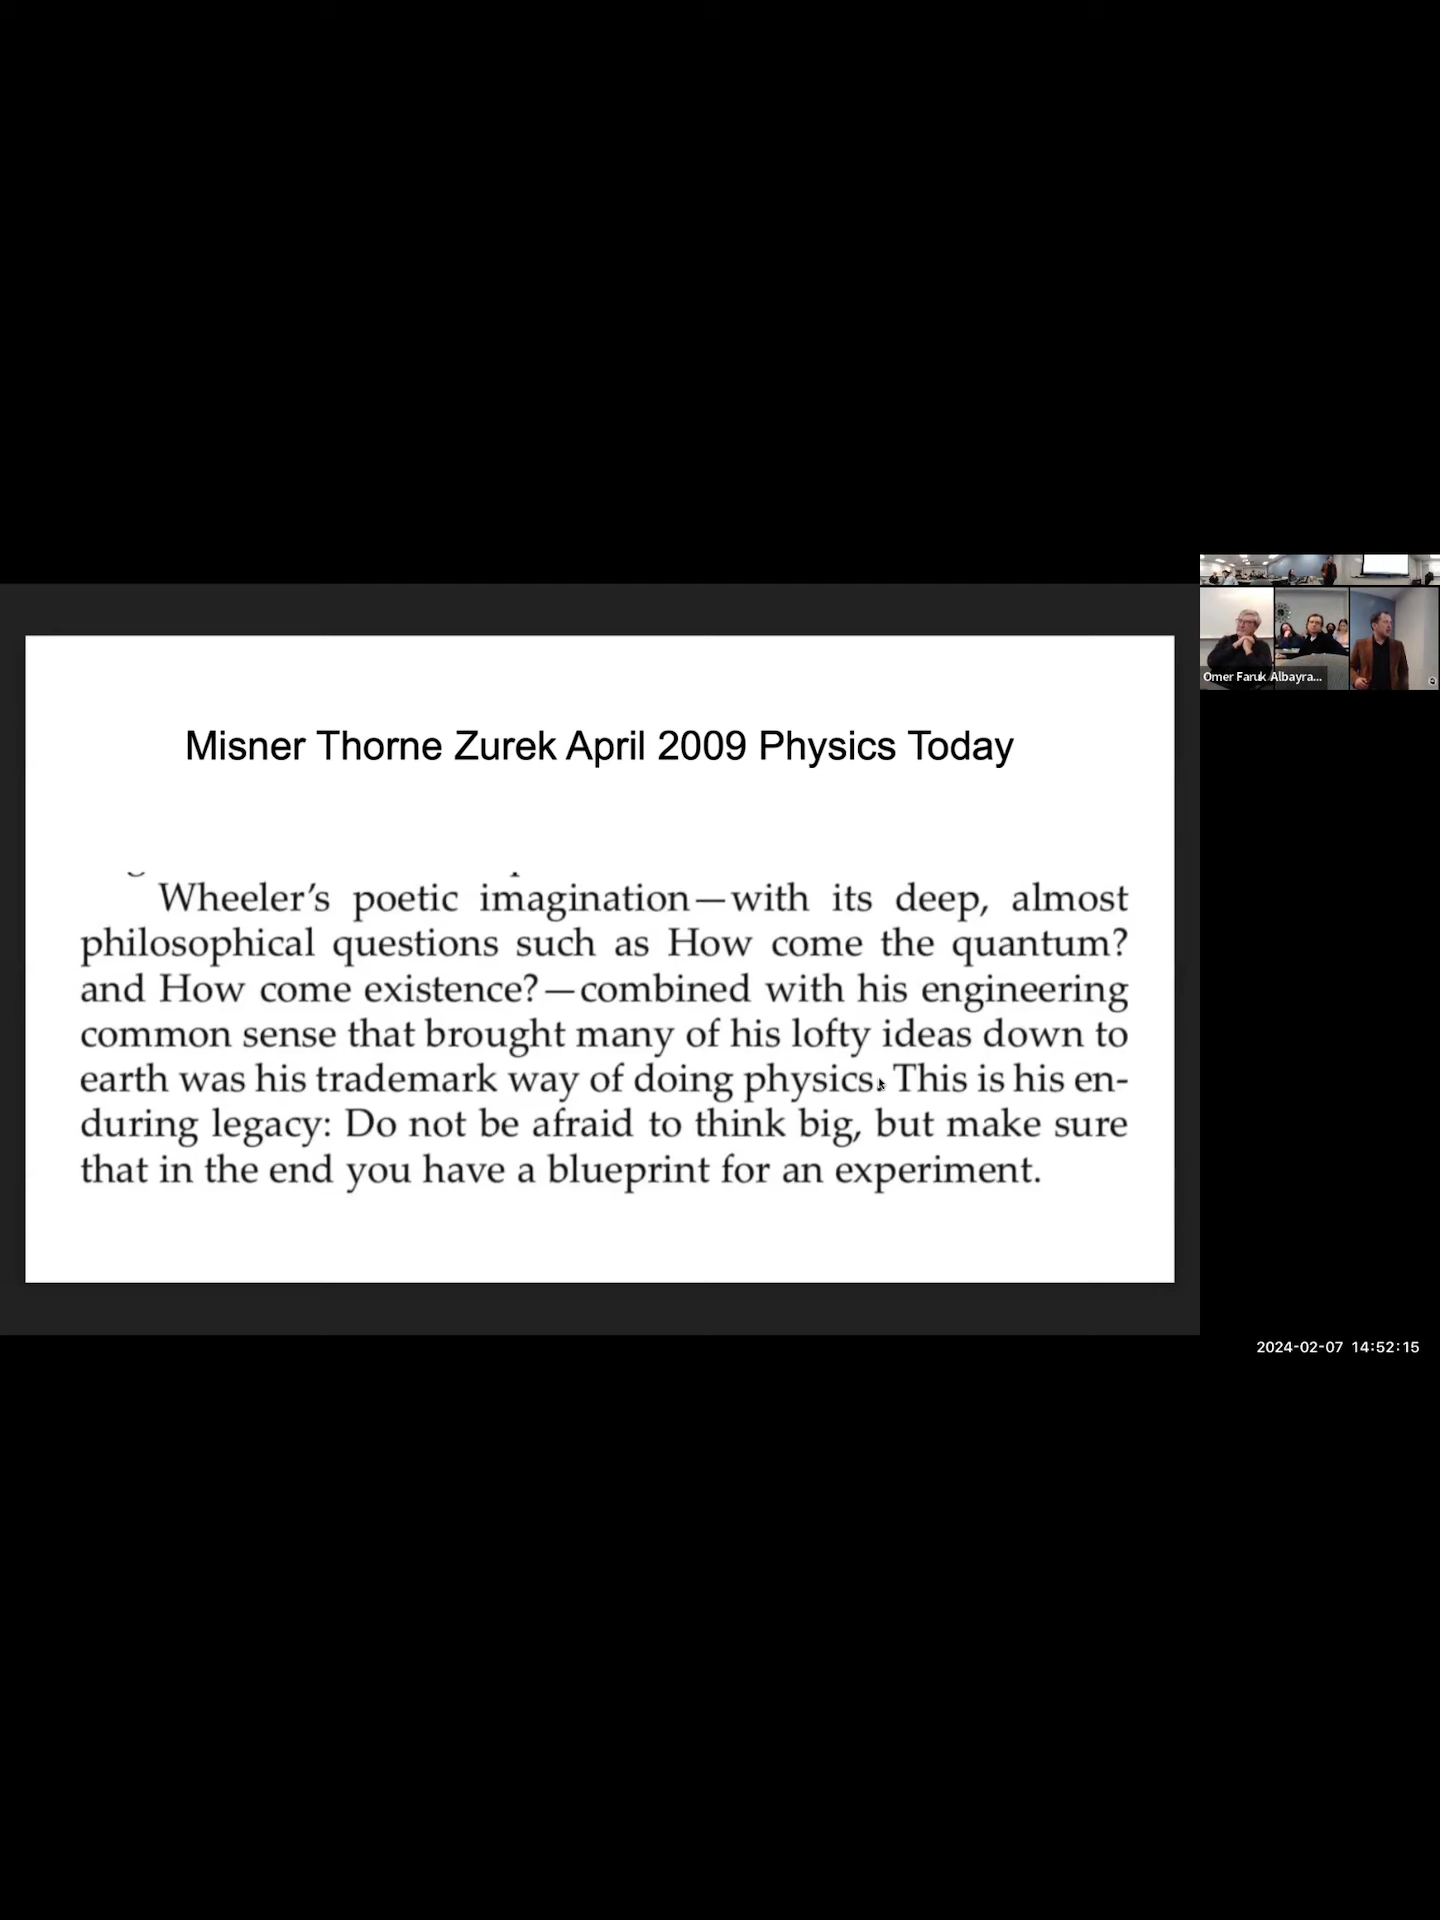 Omer Faruk Albayra...
Misner Thorne Zurek April 2009 Physics Today
Wheeler’s poetic imagination—with its deep, almost
philosophical questions such as How come the quantum?
and How come existence?—combined with his engineering
common sense that brought many of his lofty ideas down to
earth was his trademark way of doing physics. This is his en-
during legacy: Do not be afraid to think big, but make sure
that in the end you have a blueprint for an experiment.
2024-02-07 14:52:15